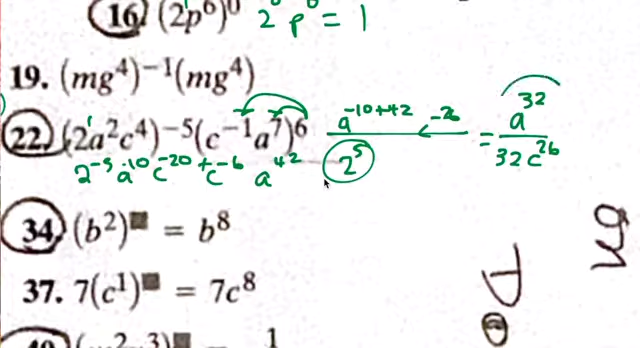 16. (2p⁶)⁰ 2⁰ p⁰ = 1
19. (mg⁴)⁻¹(mg⁴)
22. (2a²c⁴)⁻⁵(c⁻¹a⁷)⁶ a⁻¹⁰⁺⁴² c⁻²⁶ / 2⁵ = a³² / 32c²⁶
2⁻⁵ a⁻¹⁰ c⁻²⁰ + c⁻⁶ a⁴²
34. (b²)■ = b⁸
37. 7(c¹)■ = 7c⁸